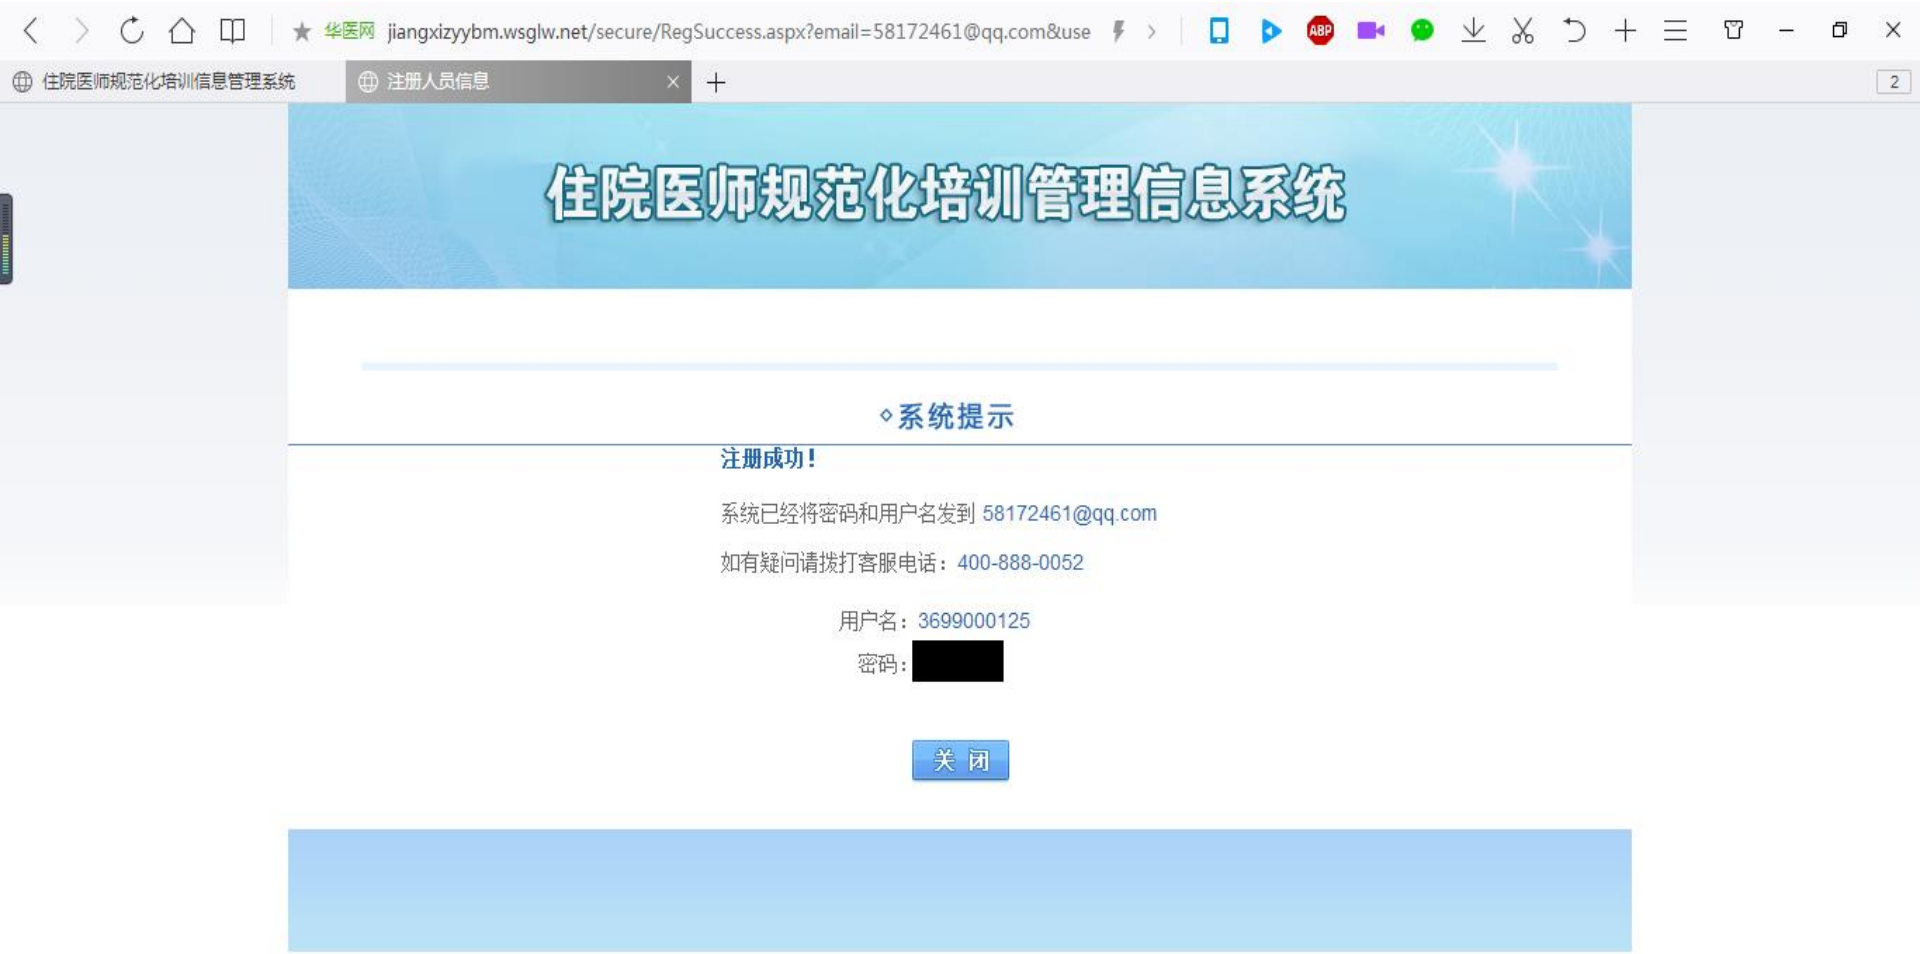 华医网 jiangxizyybm.wsglw.net/secure/RegSuccess.aspx?email=58172461@qq.com&use
ABP
住院医师规范化培训信息管理系统
注册人员信息
2
住院医师规范化培训管理信息系统
系统提示
注册成功!
系统已经将密码和用户名发到 58172461@qq.com
如有疑问请拨打客服电话：400-888-0052
用户名：3699000125
密码：
关 闭